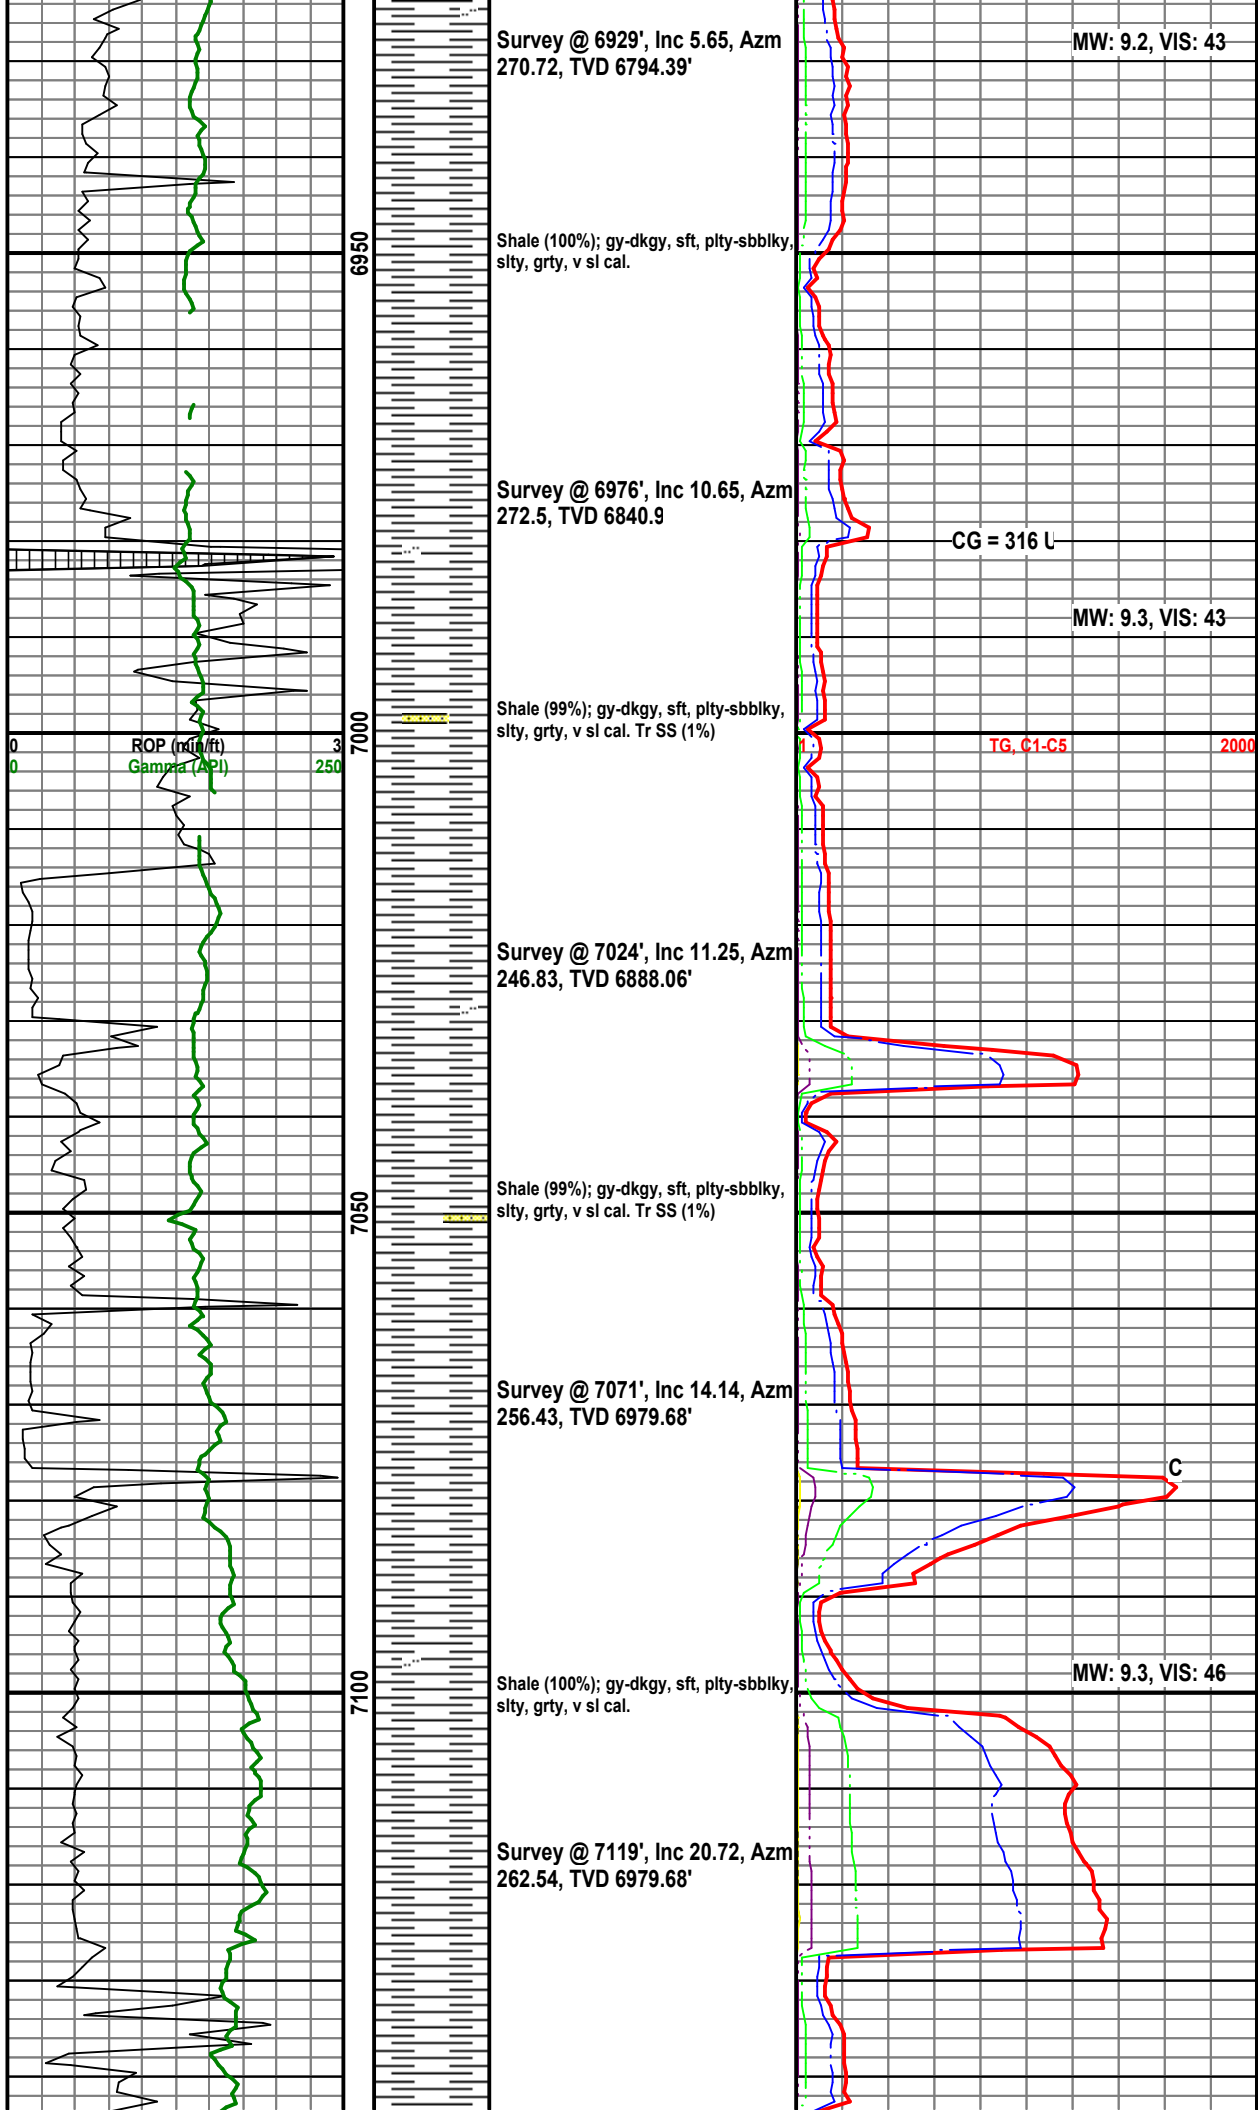 Survey @ 6929', Inc 5.65, Azm
270.72, TVD 6794.39'
MW: 9.2, VIS: 43
6950
Shale (100%); gy-dkgy, sft, plty-sbblky,
slty, grty, v sl cal.
Survey @ 6976', Inc 10.65, Azm
272.5, TVD 6840.9
CG = 316 U
MW: 9.3, VIS: 43
Shale (99%); gy-dkgy, sft, plty-sbblky,
slty, grty, v sl cal. Tr SS (1%)
7000
0 ROP (min/ft) 3
0 Gamma (API) 250
1 TG, C1-C5 2000
Survey @ 7024', Inc 11.25, Azm
246.83, TVD 6888.06'
7050
Shale (99%); gy-dkgy, sft, plty-sbblky,
slty, grty, v sl cal. Tr SS (1%)
Survey @ 7071', Inc 14.14, Azm
256.43, TVD 6979.68'
C
MW: 9.3, VIS: 46
7100
Shale (100%); gy-dkgy, sft, plty-sbblky,
slty, grty, v sl cal.
Survey @ 7119', Inc 20.72, Azm
262.54, TVD 6979.68'